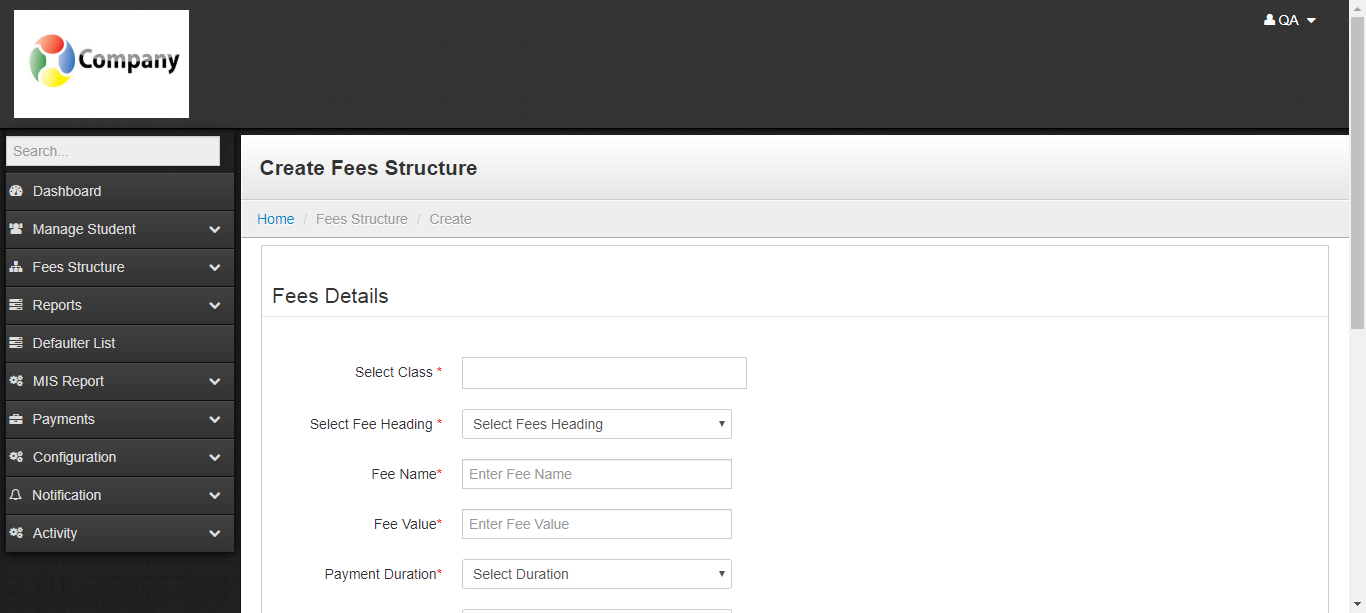 Company
QA
Search...
Dashboard
Manage Student
Fees Structure
Reports
Defaulter List
MIS Report
Payments
Configuration
Notification
Activity
Create Fees Structure
Home / Fees Structure / Create
Fees Details
Select Class *
Select Fee Heading * Select Fees Heading
Fee Name* Enter Fee Name
Fee Value* Enter Fee Value
Payment Duration* Select Duration